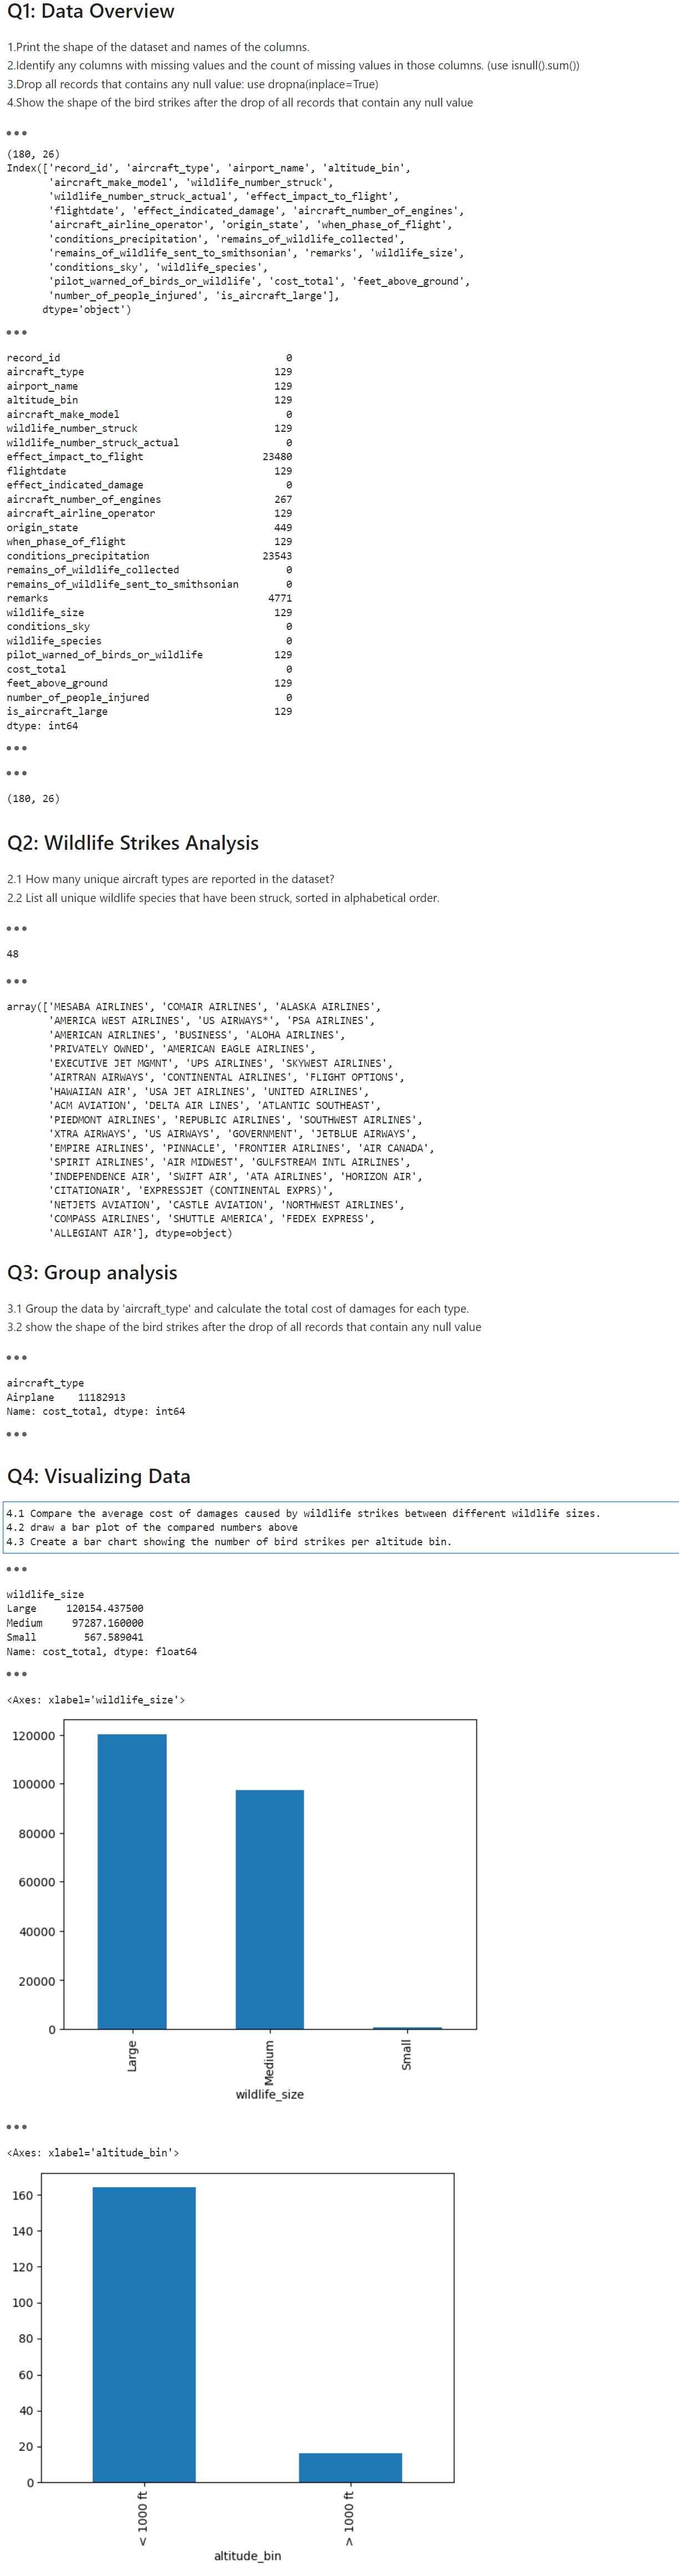 Q1: Data Overview
1.Print the shape of the dataset and names of the columns.
2.Identify any columns with missing values and the count of missing values in those columns. (use isnull().sum())
3.Drop all records that contains any null value: use dropna(inplace=True)
4.Show the shape of the bird strikes after the drop of all records that contain any null value
(180, 26)
Index(['record_id', 'aircraft_type', 'airport_name', 'altitude_bin',
'aircraft_make_model', 'wildlife_number_struck',
'wildlife_number_struck_actual', 'effect_impact_to_flight',
'flightdate', 'effect_indicated_damage', 'aircraft_number_of_engines',
'aircraft_airline_operator', 'origin_state', 'when_phase_of_flight',
'conditions_precipitation', 'remains_of_wildlife_collected',
'remains_of_wildlife_sent_to_smithsonian', 'remarks', 'wildlife_size',
'conditions_sky', 'wildlife_species',
'pilot_warned_of_birds_or_wildlife', 'cost_total', 'feet_above_ground',
'number_of_people_injured', 'is_aircraft_large'],
dtype='object')
record_id 0
aircraft_type 129
airport_name 129
altitude_bin 129
aircraft_make_model 0
wildlife_number_struck 129
wildlife_number_struck_actual 0
effect_impact_to_flight 23480
flightdate 129
effect_indicated_damage 0
aircraft_number_of_engines 267
aircraft_airline_operator 129
origin_state 449
when_phase_of_flight 129
conditions_precipitation 23543
remains_of_wildlife_collected 0
remains_of_wildlife_sent_to_smithsonian 0
remarks 4771
wildlife_size 129
conditions_sky 0
wildlife_species 0
pilot_warned_of_birds_or_wildlife 129
cost_total 0
feet_above_ground 129
number_of_people_injured 0
is_aircraft_large 129
dtype: int64
(180, 26)
Q2: Wildlife Strikes Analysis
2.1 How many unique aircraft types are reported in the dataset?
2.2 List all unique wildlife species that have been struck, sorted in alphabetical order.
48
array(['MESABA AIRLINES', 'COMAIR AIRLINES', 'ALASKA AIRLINES',
'AMERICA WEST AIRLINES', 'US AIRWAYS*', 'PSA AIRLINES',
'AMERICAN AIRLINES', 'BUSINESS', 'ALOHA AIRLINES',
'PRIVATELY OWNED', 'AMERICAN EAGLE AIRLINES',
'EXECUTIVE JET MGMNT', 'UPS AIRLINES', 'SKYWEST AIRLINES',
'AIRTRAN AIRWAYS', 'CONTINENTAL AIRLINES', 'FLIGHT OPTIONS',
'HAWAIIAN AIR', 'USA JET AIRLINES', 'UNITED AIRLINES',
'ACM AVIATION', 'DELTA AIR LINES', 'ATLANTIC SOUTHEAST',
'PIEDMONT AIRLINES', 'REPUBLIC AIRLINES', 'SOUTHWEST AIRLINES',
'XTRA AIRWAYS', 'US AIRWAYS', 'GOVERNMENT', 'JETBLUE AIRWAYS',
'EMPIRE AIRLINES', 'PINNACLE', 'FRONTIER AIRLINES', 'AIR CANADA',
'SPIRIT AIRLINES', 'AIR MIDWEST', 'GULFSTREAM INTL AIRLINES',
'INDEPENDENCE AIR', 'SWIFT AIR', 'ATA AIRLINES', 'HORIZON AIR',
'CITATIONAIR', 'EXPRESSJET (CONTINENTAL EXPRS)',
'NETJETS AVIATION', 'CASTLE AVIATION', 'NORTHWEST AIRLINES',
'COMPASS AIRLINES', 'SHUTTLE AMERICA', 'FEDEX EXPRESS',
'ALLEGIANT AIR'], dtype=object)
Q3: Group analysis
3.1 Group the data by 'aircraft_type' and calculate the total cost of damages for each type.
3.2 show the shape of the bird strikes after the drop of all records that contain any null value
aircraft_type
Airplane 11182913
Name: cost_total, dtype: int64
Q4: Visualizing Data
4.1 Compare the average cost of damages caused by wildlife strikes between different wildlife sizes.
4.2 draw a bar plot of the compared numbers above
4.3 Create a bar chart showing the number of bird strikes per altitude bin.
wildlife_size
Large 120154.437500
Medium 97287.160000
Small 567.589041
Name: cost_total, dtype: float64
<Axes: xlabel='wildlife_size'>
120000
100000
80000
60000
40000
20000
0
Large
Medium
Small
wildlife_size
<Axes: xlabel='altitude_bin'>
160
140
120
100
80
60
40
20
0
< 1000 ft
> 1000 ft
altitude_bin